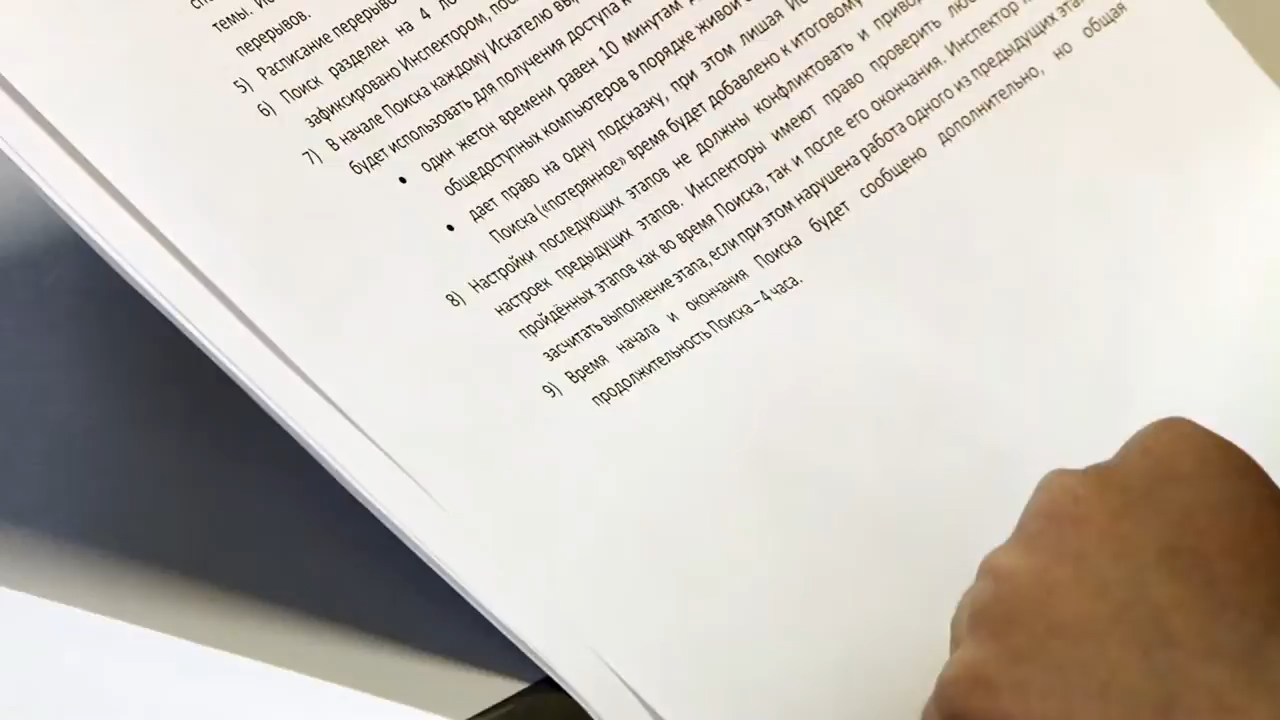 темы.
перерывов.
5) Расписание
6) Поиск разделен на 4
зафиксировано Инспектором,
7) В начале Поиска каждому Искателю
будет использовать для получения доступа к
• один жетон времени равен 10 минутам
общедоступных компьютеров в порядке живой
• дает право на одну подсказку, при этом лишая
Поиска («потерянное» время будет добавлено к итоговому
8) Настройки последующих этапов не должны конфликтовать и
настроек предыдущих этапов. Инспекторы имеют право проверить
пройдённых этапов как во время Поиска, так и после его окончания. Инспектор
засчитать выполнение этапа, если при этом нарушена работа одного из предыдущих
9) Время начала и окончания Поиска будет сообщено дополнительно, но общая
продолжительность Поиска – 4 часа.